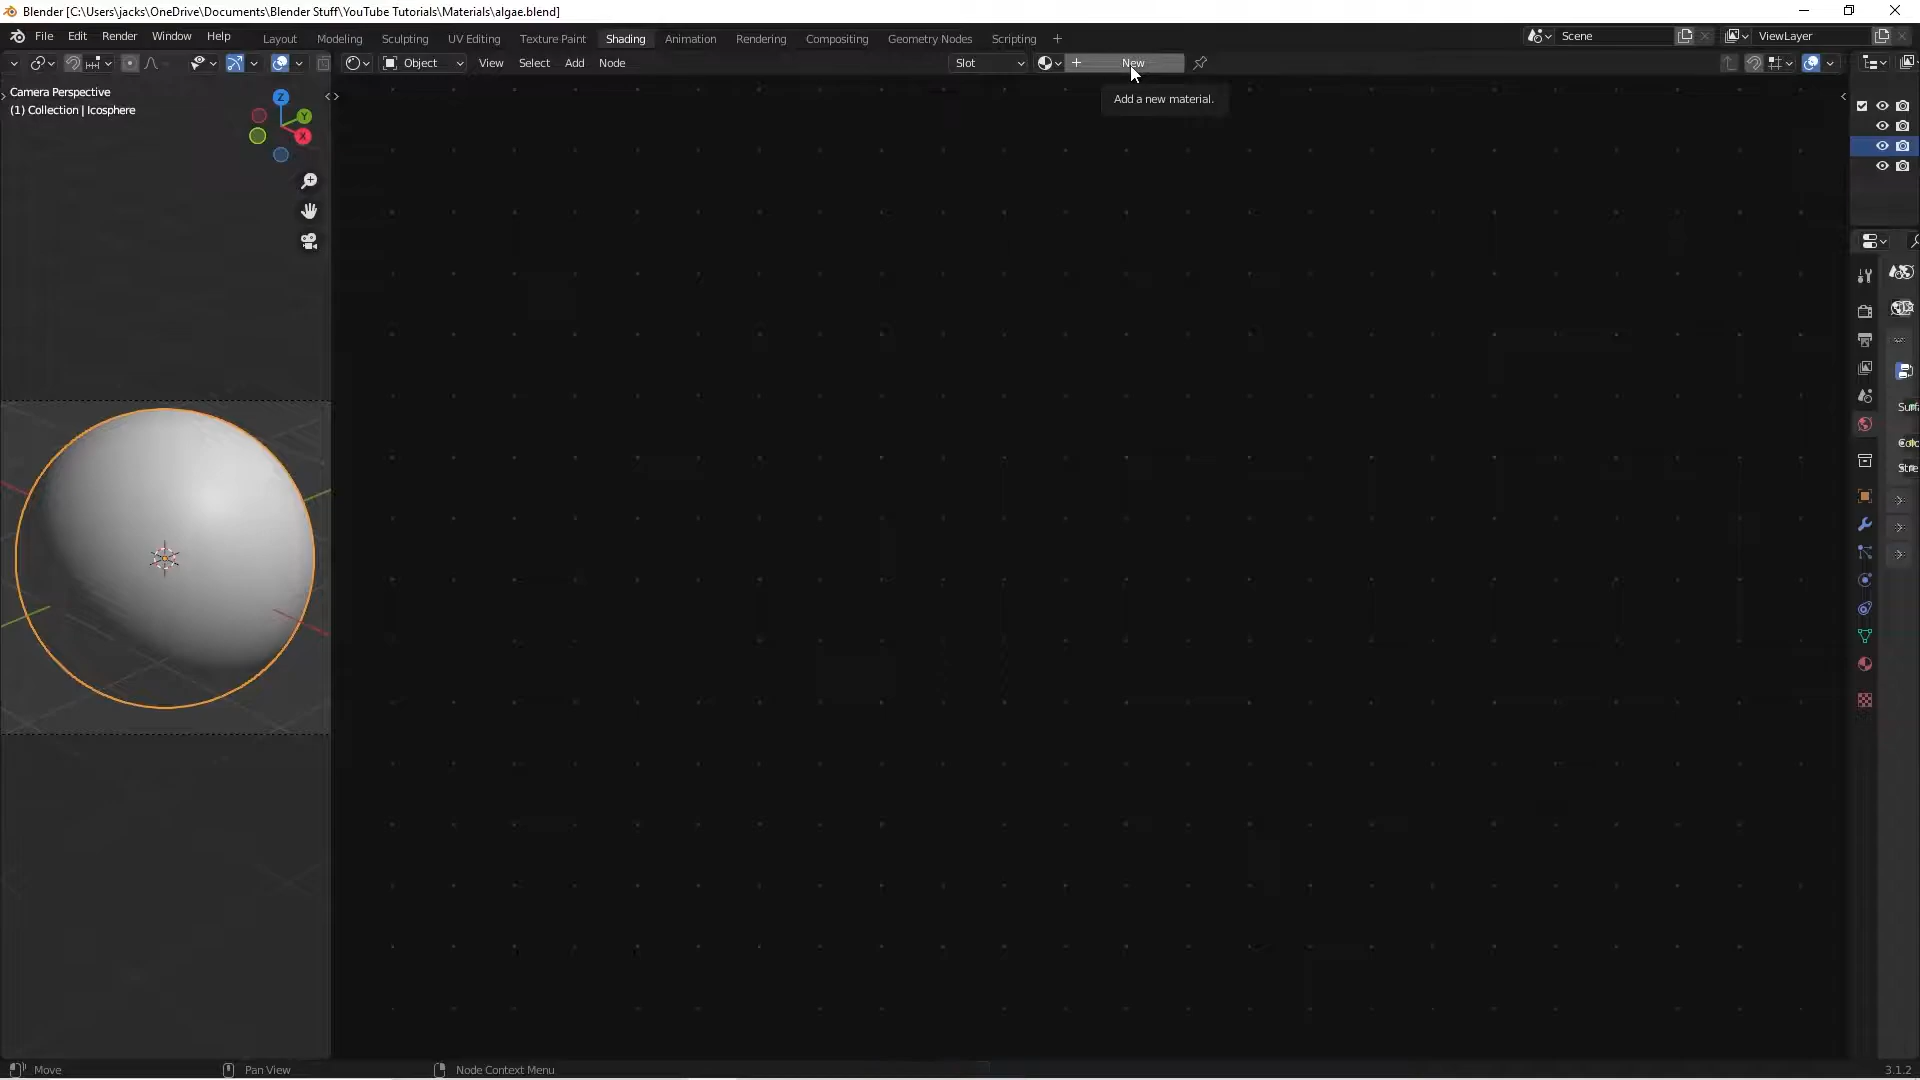 Blender [C:\Users\jacks\OneDrive\Documents\Blender Stuff\YouTube Tutorials\Materials\algae.blend]
File Edit Render Window Help Layout Modeling Sculpting UV Editing Texture Paint Shading Animation Rendering Compositing Geometry Nodes Scripting + Scene ViewLayer
Object View Select Add Node Slot New
Camera Perspective
(1) Collection | Icosphere
Add a new material.
Z
Y
X
Move Pan View Node Context Menu 3.1.2